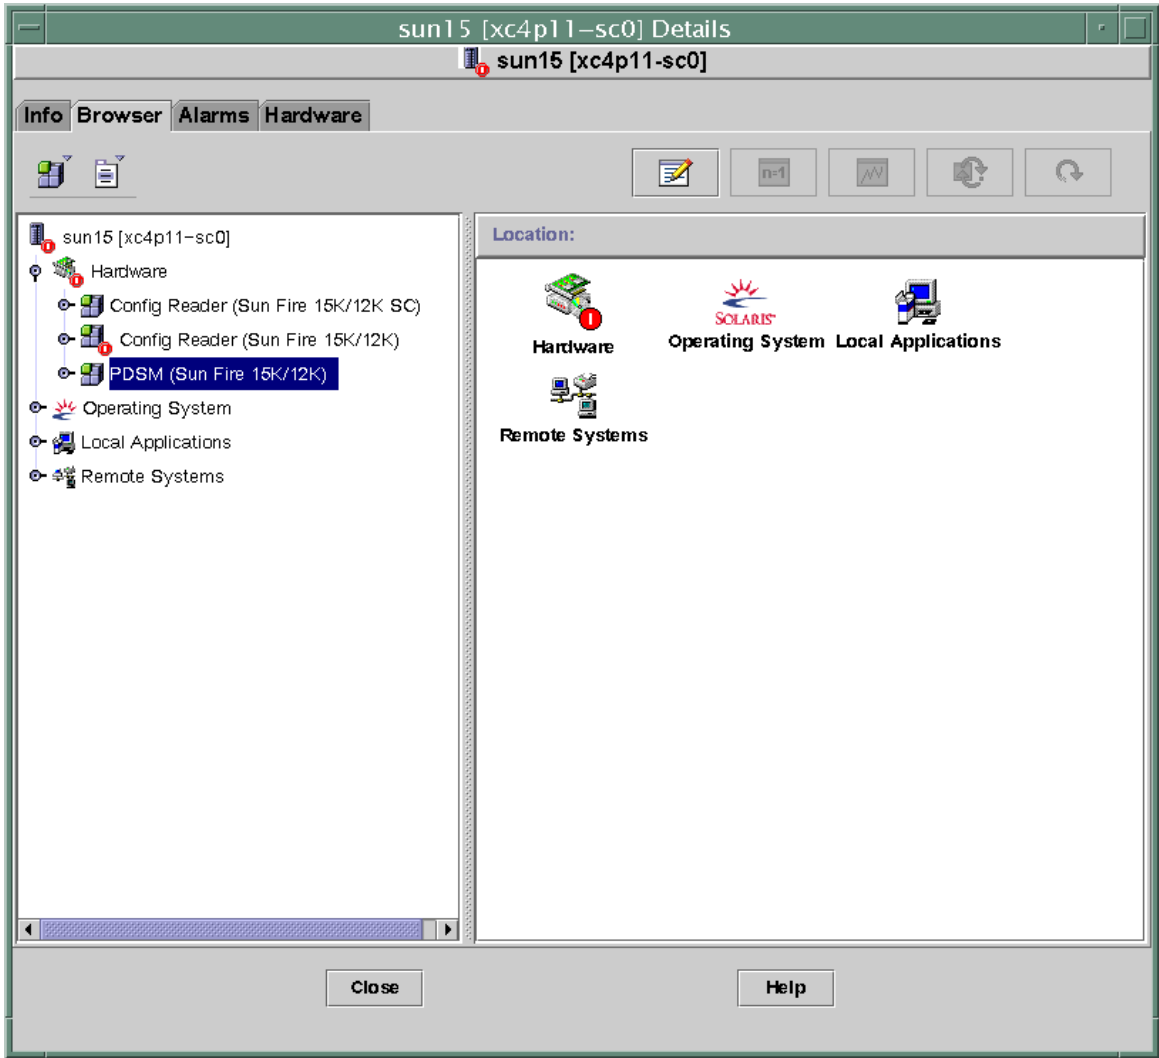 sun15 [xc4p11-sc0] Details
sun15 [xc4p11-sc0]
Info Browser Alarms Hardware
n=1
sun15 [xc4p11-sc0]
Hardware
Config Reader (Sun Fire 15K/12K SC)
Config Reader (Sun Fire 15K/12K)
PDSM (Sun Fire 15K/12K)
Operating System
Local Applications
Remote Systems
Location:
SOLARIS
Hardware Operating System Local Applications
Remote Systems
Close Help